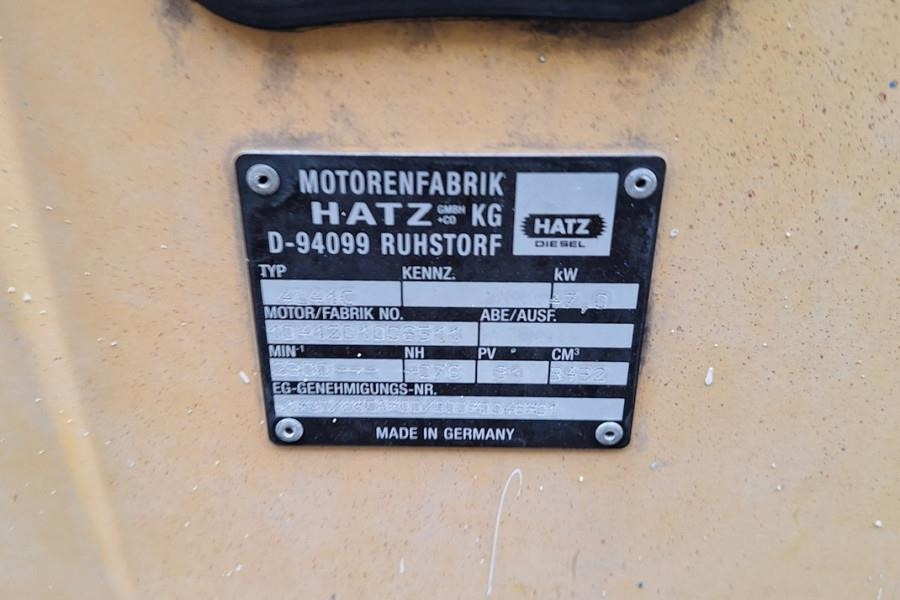 MOTORENFABRIK
HATZ GMBH +CO KG
D-94099 RUHSTORF
HATZ
DIESEL
TYP KENNZ. kW
4L41C 47,0
MOTOR/FABRIK NO. ABE/AUSF.
MIN⁻¹ NH PV CM³
3432
EG-GENEHMIGUNGS-NR.
MADE IN GERMANY